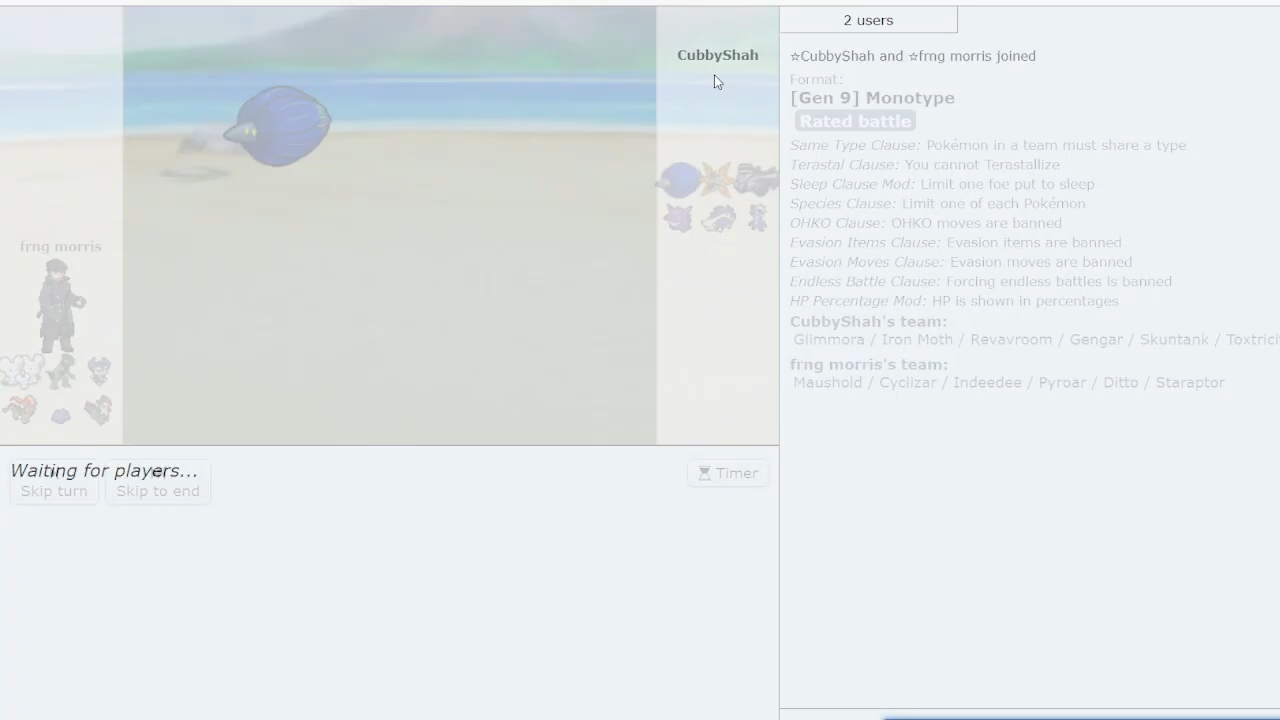 2 users
CubbyShah
☆CubbyShah and ☆frng morris joined
Format:
[Gen 9] Monotype
Rated battle
Same Type Clause: Pokémon in a team must share a type
Terastal Clause: You cannot Terastallize
Sleep Clause Mod: Limit one foe put to sleep
Species Clause: Limit one of each Pokémon
OHKO Clause: OHKO moves are banned
Evasion Items Clause: Evasion items are banned
Evasion Moves Clause: Evasion moves are banned
Endless Battle Clause: Forcing endless battles is banned
HP Percentage Mod: HP is shown in percentages
CubbyShah's team:
Glimmora / Iron Moth / Revavroom / Gengar / Skuntank / Toxtrici
frng morris's team:
Maushold / Cyclizar / Indeedee / Pyroar / Ditto / Staraptor
frng morris
Waiting for players...
Skip turn
Skip to end
Timer